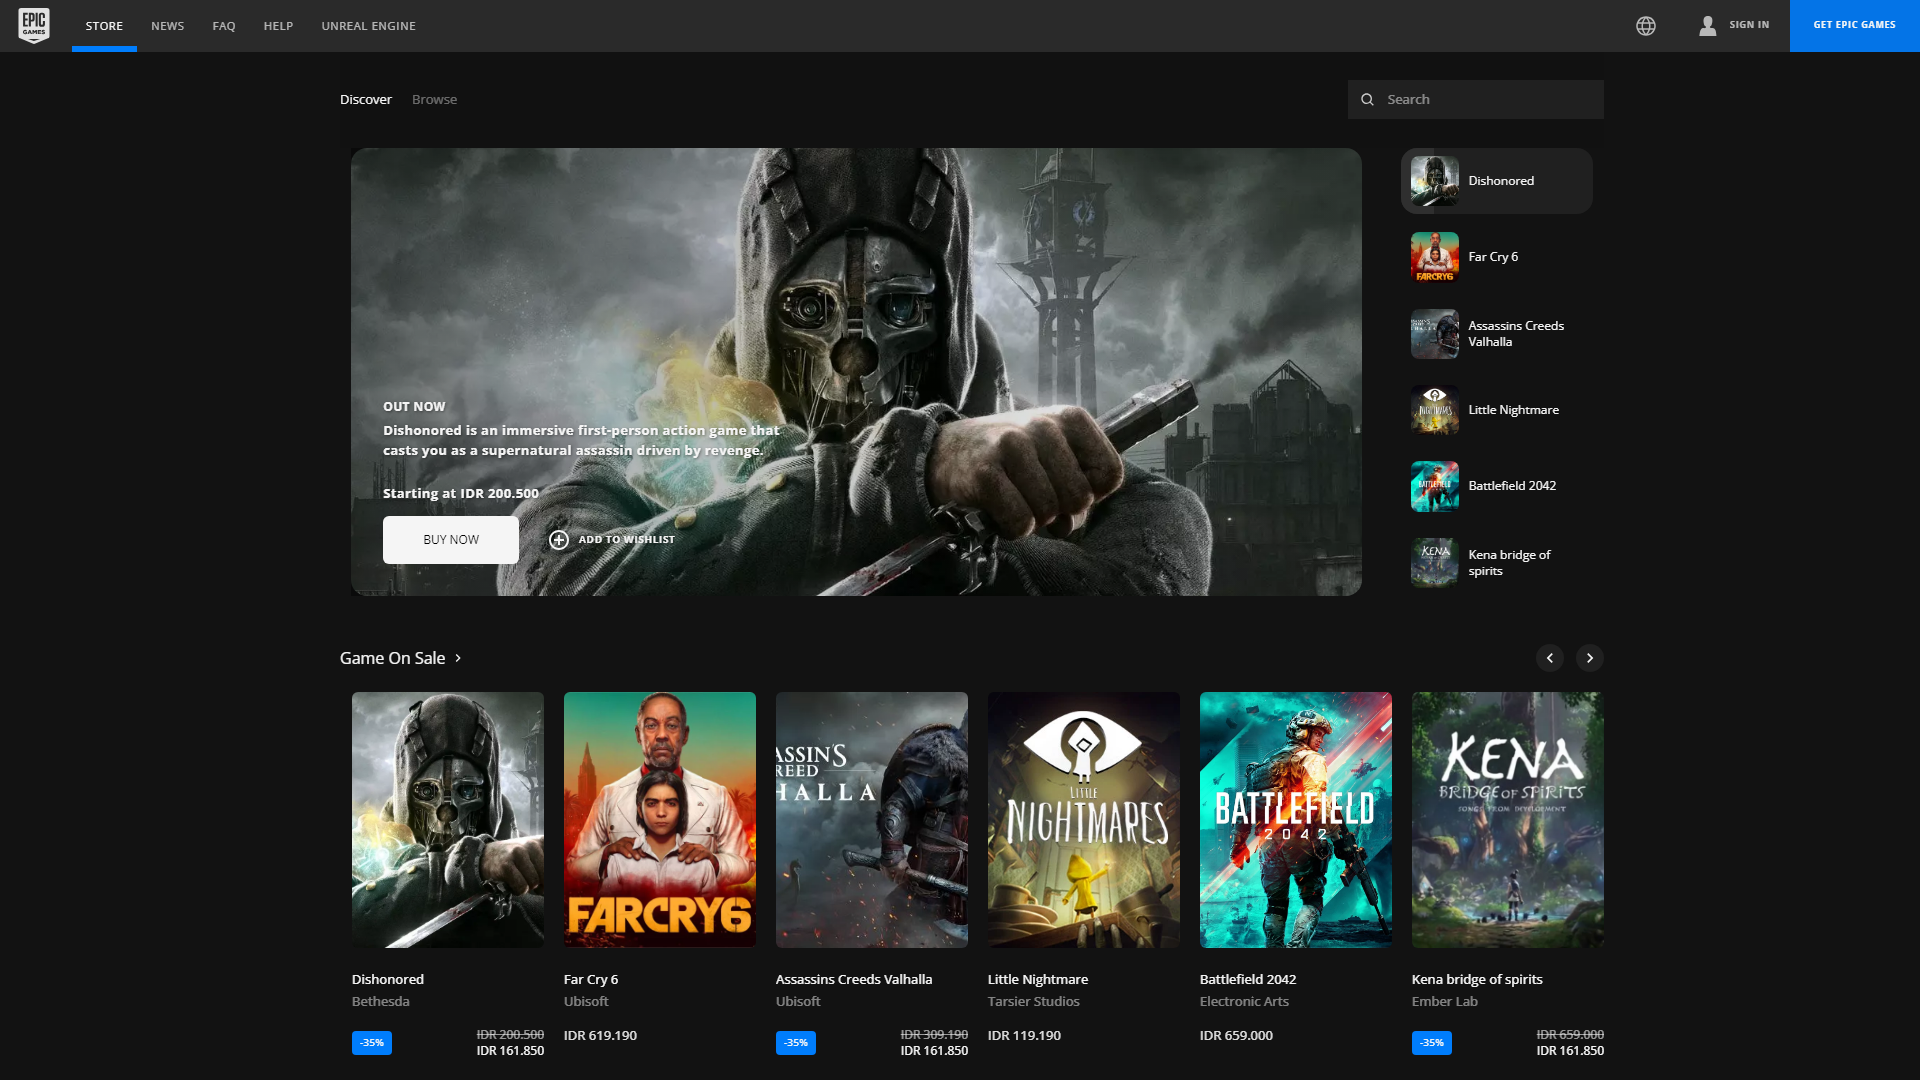 EPIC
GAMES
STORE
NEWS
FAQ
HELP
UNREAL ENGINE
SIGN IN
GET EPIC GAMES
Discover
Browse
Search
OUT NOW
Dishonored is an immersive first-person action game that
casts you as a supernatural assassin driven by revenge.
Starting at IDR 200.500
BUY NOW
ADD TO WISHLIST
Dishonored
FARCRY6
Far Cry 6
Assassins Creeds
Valhalla
NIGHTMARES
Little Nightmare
BATTLEFIELD
Battlefield 2042
KENA
Kena bridge of
spirits
Game On Sale
FARCRY6
ASSIN'S
REED
HALLA
LITTLE
NIGHTMARES
BATTLEFIELD
2042
KENA
BRIDGE OF SPIRITS
Dishonored
Bethesda
-35%
IDR 200.500
IDR 161.850
Far Cry 6
Ubisoft
IDR 619.190
Assassins Creeds Valhalla
Ubisoft
-35%
IDR 309.190
IDR 161.850
Little Nightmare
Tarsier Studios
IDR 119.190
Battlefield 2042
Electronic Arts
IDR 659.000
Kena bridge of spirits
Ember Lab
-35%
IDR 659.000
IDR 161.850